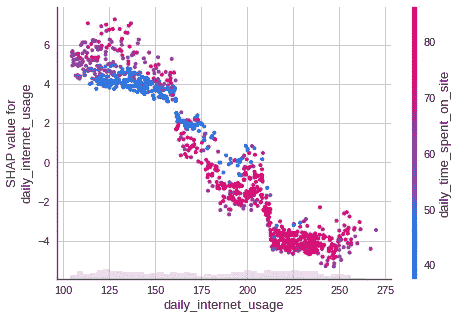 6
4
2
0
−2
−4
SHAP value for
daily_internet_usage
100 125 150 175 200 225 250 275
daily_internet_usage
80
70
60
50
40
daily_time_spent_on_site